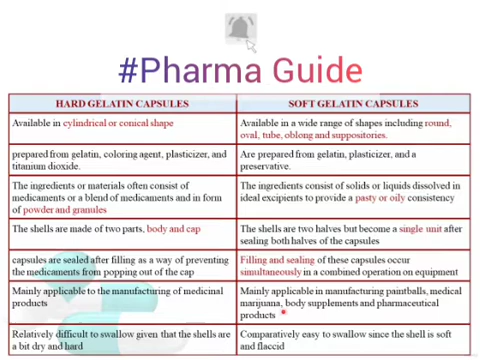 #Pharma Guide
HARD GELATIN CAPSULES
SOFT GELATIN CAPSULES
Available in cylindrical or conical shape
Available in a wide range of shapes including round,
oval, tube, oblong and suppositories.
prepared from gelatin, coloring agent, plasticizer, and
titanium dioxide.
Are prepared from gelatin, plasticizer, and a
preservative.
The ingredients or materials often consist of
medicaments or a blend of medicaments and in form
of powder and granules
The ingredients consist of solids or liquids dissolved in
ideal excipients to provide a pasty or oily consistency
The shells are made of two parts, body and cap
The shells are two halves but become a single unit after
sealing both halves of the capsules
capsules are sealed after filling as a way of preventing
the medicaments from popping out of the cap
Filling and sealing of these capsules occur
simultaneously in a combined operation on equipment
Mainly applicable to the manufacturing of medicinal
products
Mainly applicable in manufacturing paintballs, medical
marijuana, body supplements and pharmaceutical
products
Relatively difficult to swallow given that the shells are
a bit dry and hard
Comparatively easy to swallow since the shell is soft
and flaccid